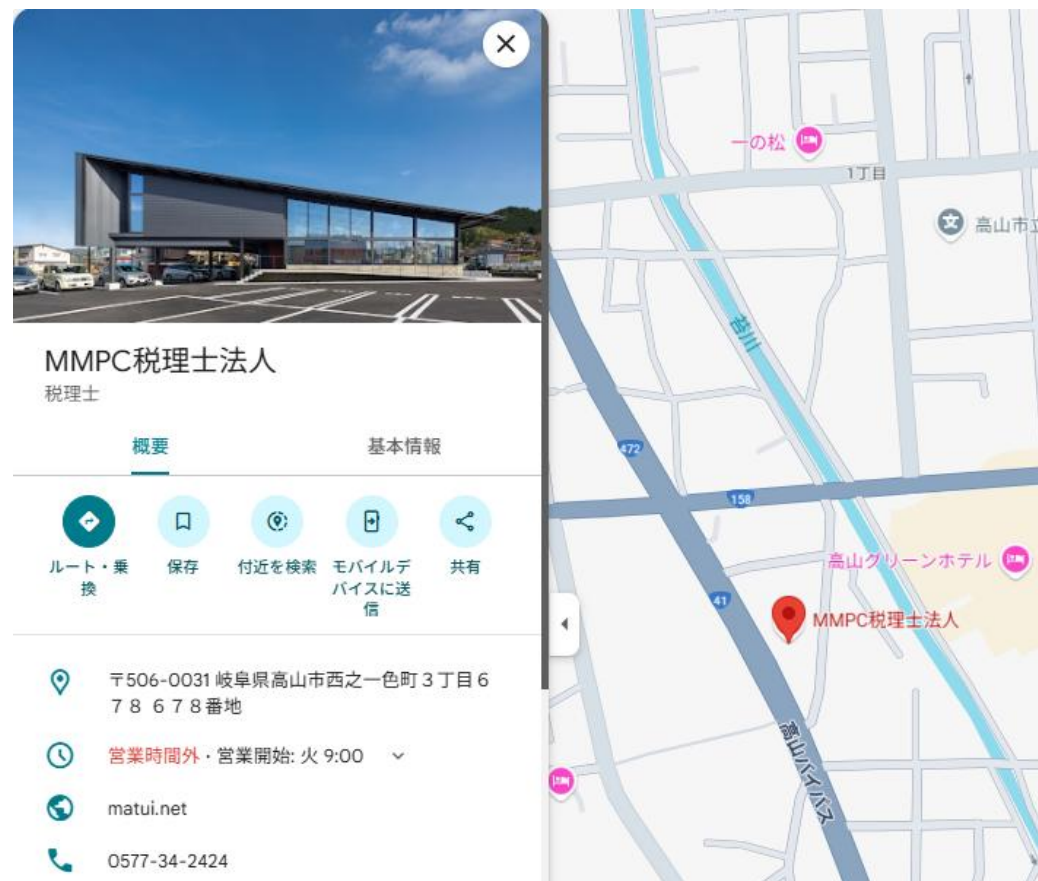 MMPC税理士法人
税理士
概要
基本情報
ルート・乗
換
保存
付近を検索
モバイルデ
バイスに送
信
共有
〒506-0031 岐阜県高山市西之一色町３丁目６
７８ ６７８番地
営業時間外・営業開始: 火 9:00
matui.net
0577-34-2424
一の松
1丁目
文
高山市立
苔川
472
158
高山グリーンホテル
41
MMPC税理士法人
高山バイパス